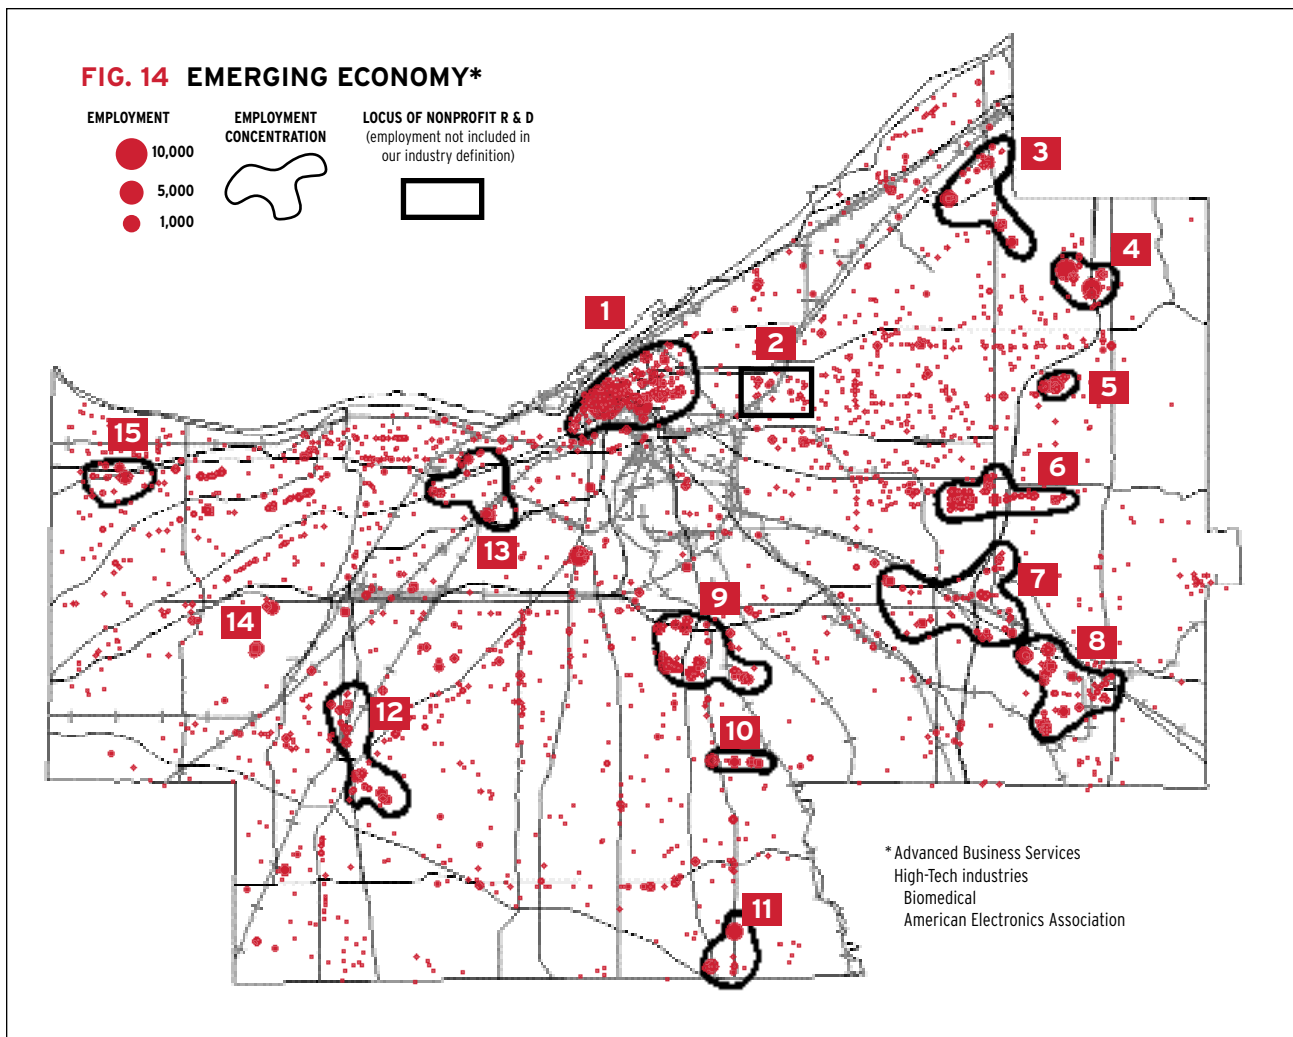 FIG. 14 EMERGING ECONOMY*
EMPLOYMENT
10,000
5,000
1,000
EMPLOYMENT
CONCENTRATION
LOCUS OF NONPROFIT R & D
(employment not included in
our industry definition)
3
4
1
2
5
15
6
13
7
14
9
8
12
10
11
* Advanced Business Services
High-Tech industries
Biomedical
American Electronics Association